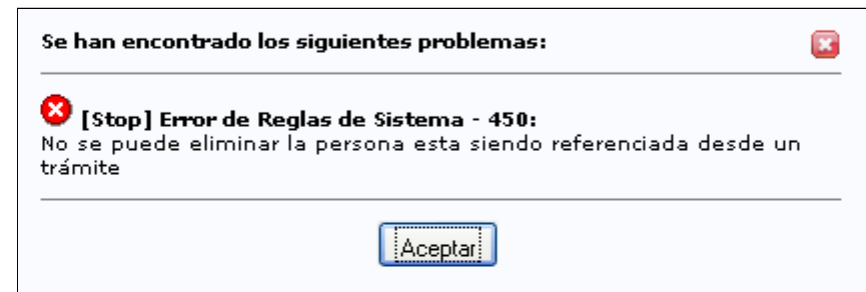 Se han encontrado los siguientes problemas:
[Stop] Error de Reglas de Sistema - 450:
No se puede eliminar la persona esta siendo referenciada desde un
trámite
Aceptar